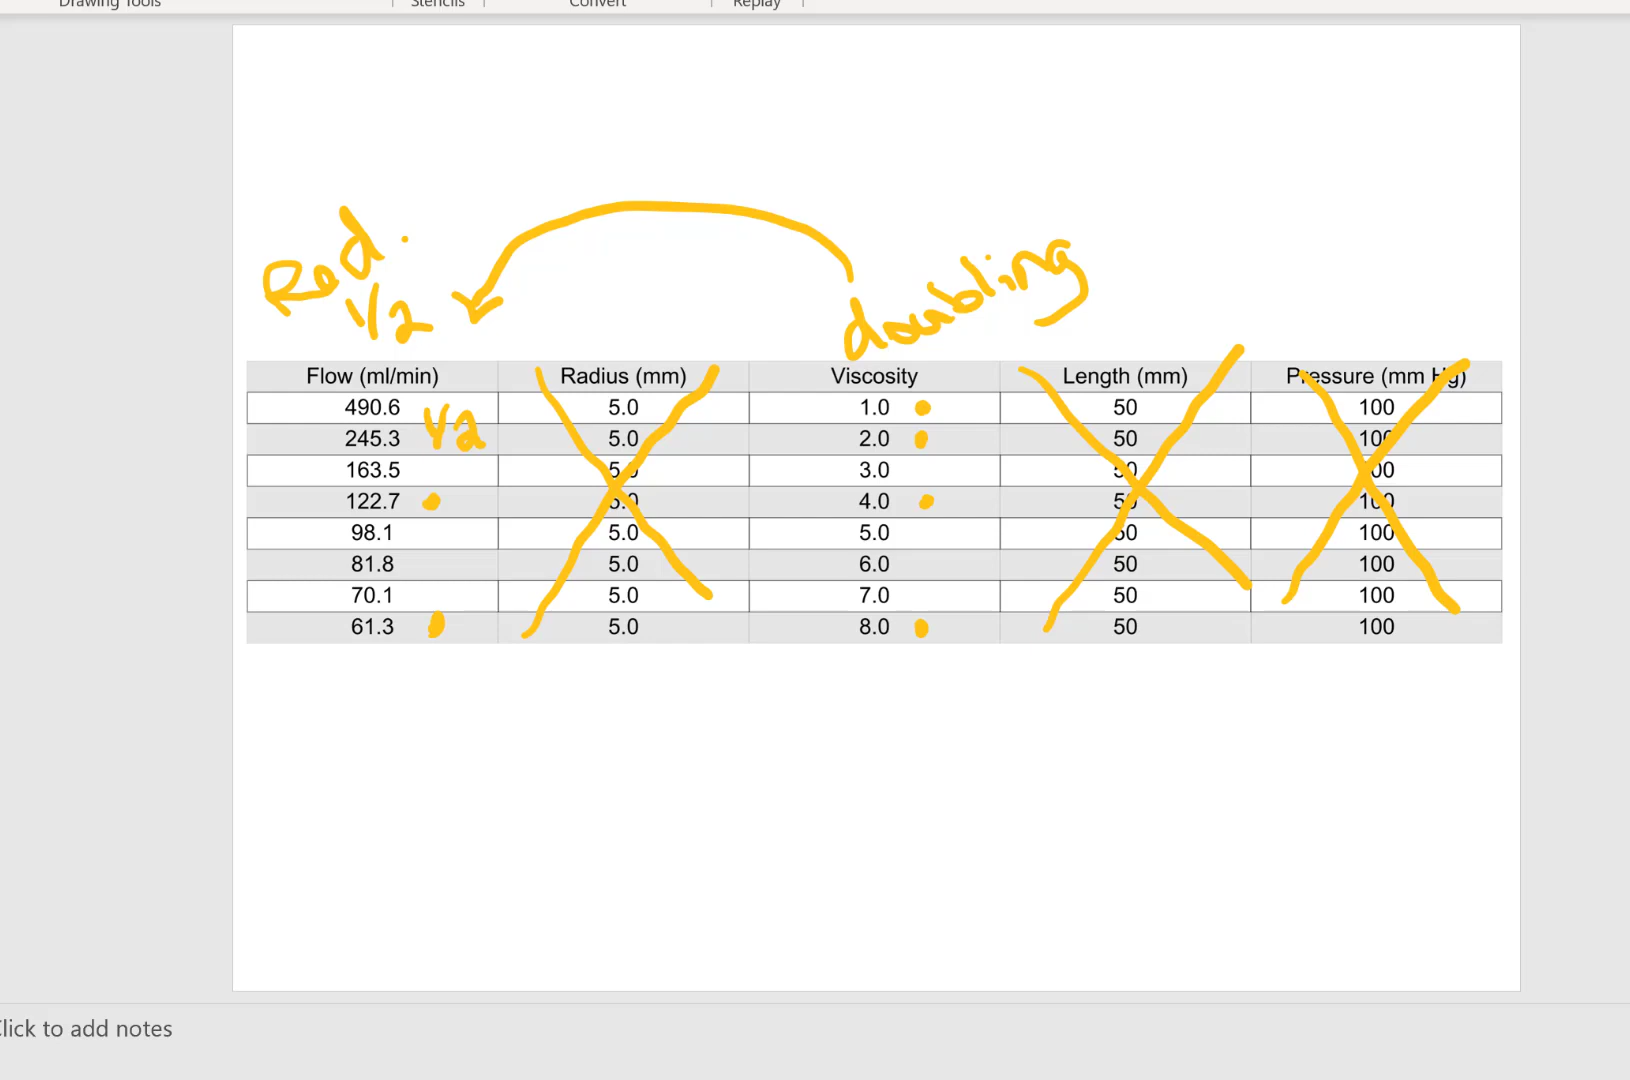 Drawing Tools Stencils Convert Replay
Red.
1/2
doubling
Flow (ml/min) Radius (mm) Viscosity Length (mm) Pressure (mm Hg)
490.6 5.0 1.0 50 100
1/2
245.3 5.0 2.0 50 100
163.5 5.0 3.0 50 100
122.7 5.0 4.0 50 100
98.1 5.0 5.0 50 100
81.8 5.0 6.0 50 100
70.1 5.0 7.0 50 100
61.3 5.0 8.0 50 100
lick to add notes